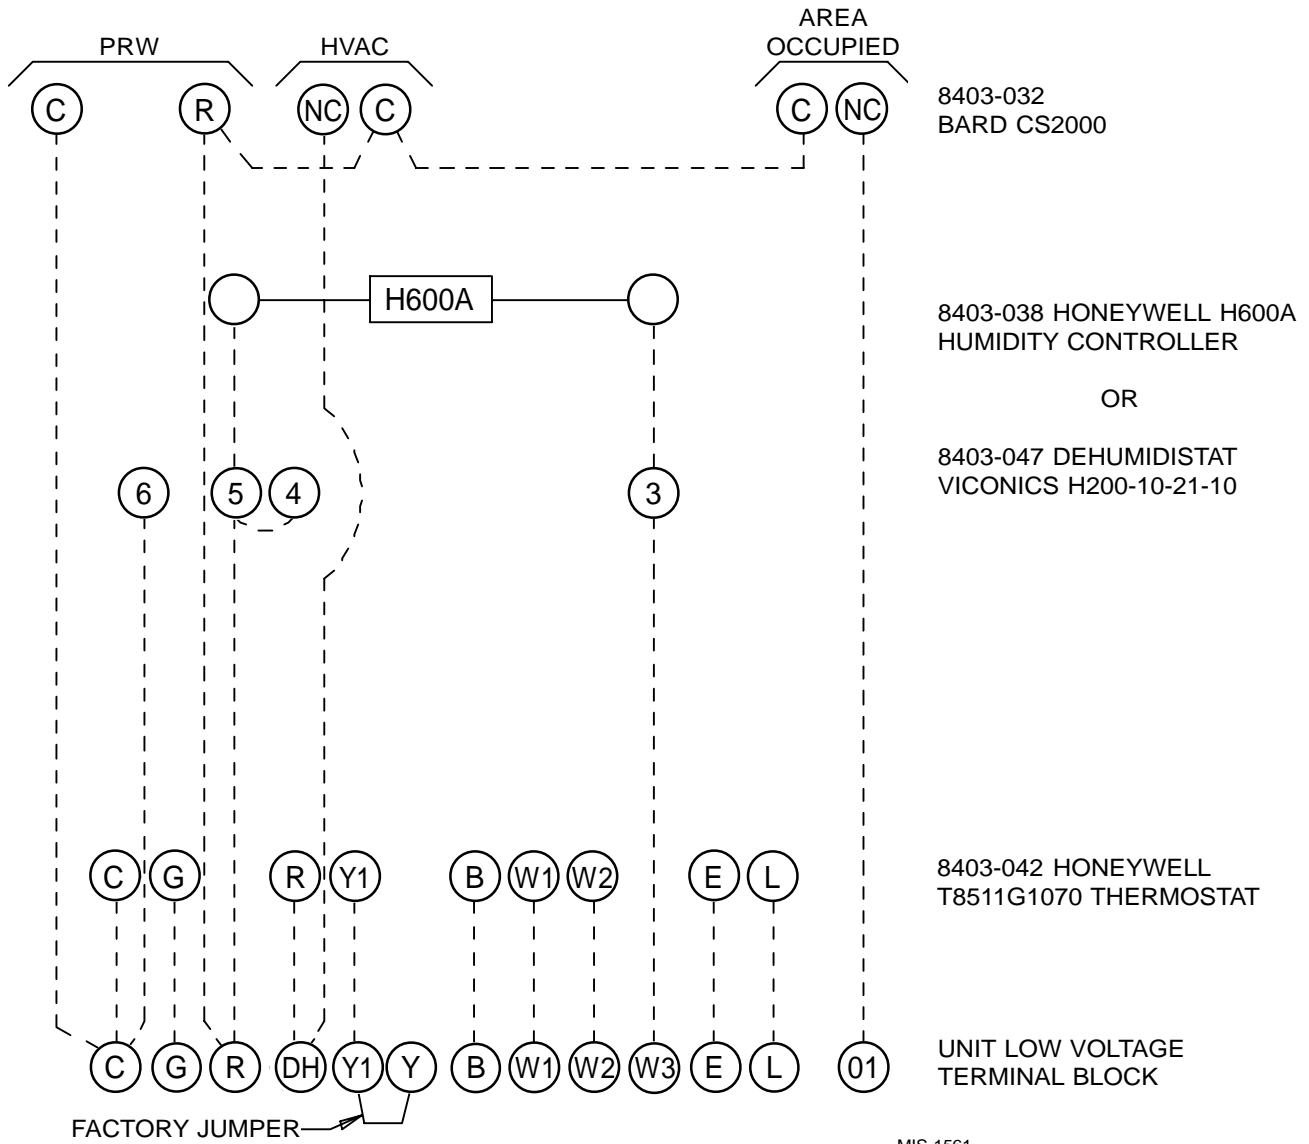 AREA
PRW HVAC OCCUPIED
C R NC C C NC
8403-032
BARD CS2000
H600A
8403-038 HONEYWELL H600A
HUMIDITY CONTROLLER
OR
8403-047 DEHUMIDISTAT
VICONICS H200-10-21-10
6 5 4 3
C G R Y1 B W1 W2 E L
8403-042 HONEYWELL
T8511G1070 THERMOSTAT
C G R DH Y1 Y B W1 W2 W3 E L 01
UNIT LOW VOLTAGE
TERMINAL BLOCK
FACTORY JUMPER
MIS-1561